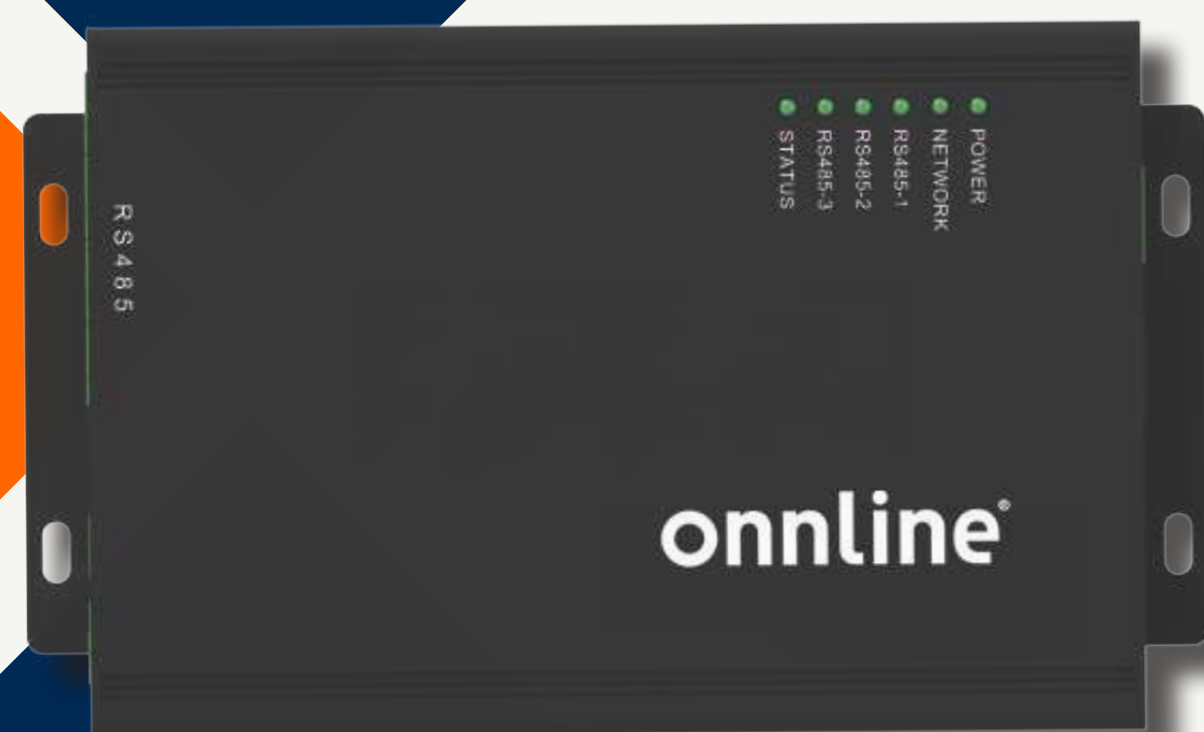 STATUS
RS485-3
RS485-2
RS485-1
NETWORK
POWER
RS485
onnline®